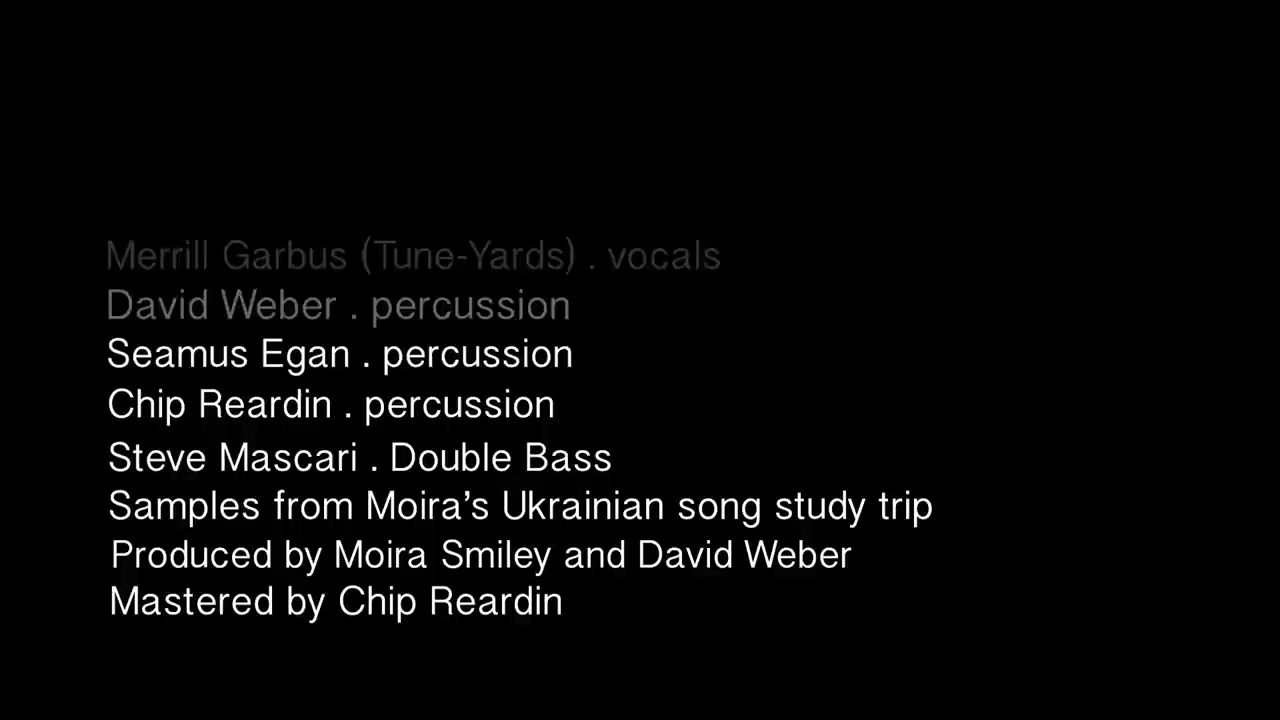 Merrill Garbus (Tune-Yards) . vocals
David Weber . percussion
Seamus Egan . percussion
Chip Reardin . percussion
Steve Mascari . Double Bass
Samples from Moira’s Ukrainian song study trip
Produced by Moira Smiley and David Weber
Mastered by Chip Reardin